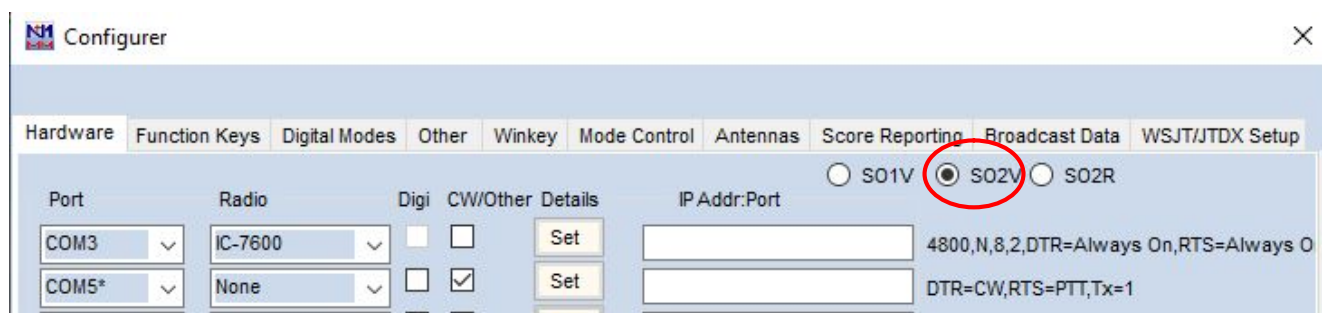 N1MM Configurer
Hardware Function Keys Digital Modes Other Winkey Mode Control Antennas Score Reporting Broadcast Data WSJT/JTDX Setup
SO1V SO2V SO2R
Port Radio Digi CW/Other Details IP Addr:Port
COM3 IC-7600 Set 4800,N,8,2,DTR=Always On,RTS=Always O
COM5* None Set DTR=CW,RTS=PTT,Tx=1